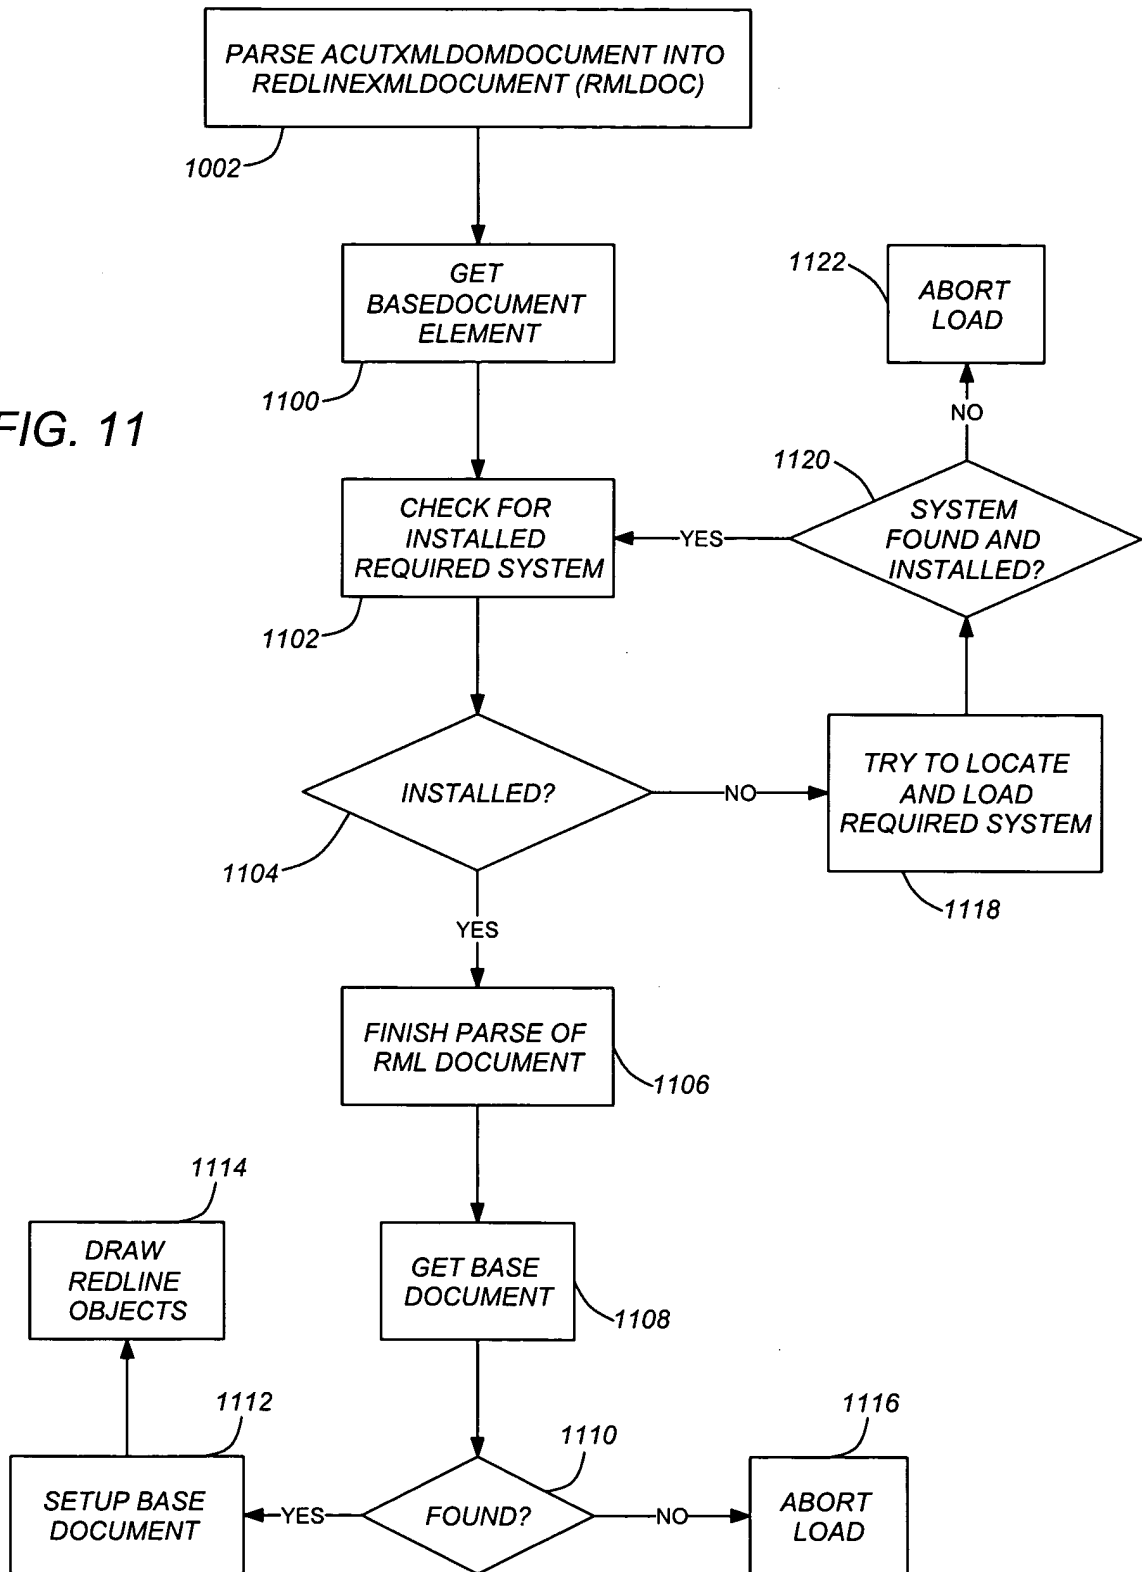 PARSE ACUTXMLDOMDOCUMENT INTO
REDLINEXMLDOCUMENT (RMLDOC)
1002
GET
BASEDOCUMENT
ELEMENT
1100
1122
ABORT
LOAD
NO
FIG. 11
1120
SYSTEM
FOUND AND
INSTALLED?
YES
CHECK FOR
INSTALLED
REQUIRED SYSTEM
1102
INSTALLED?
NO
TRY TO LOCATE
AND LOAD
REQUIRED SYSTEM
1104
1118
YES
FINISH PARSE OF
RML DOCUMENT
1106
1114
DRAW
REDLINE
OBJECTS
GET BASE
DOCUMENT
1108
1112
1110
1116
SETUP BASE
DOCUMENT
YES
FOUND?
NO
ABORT
LOAD